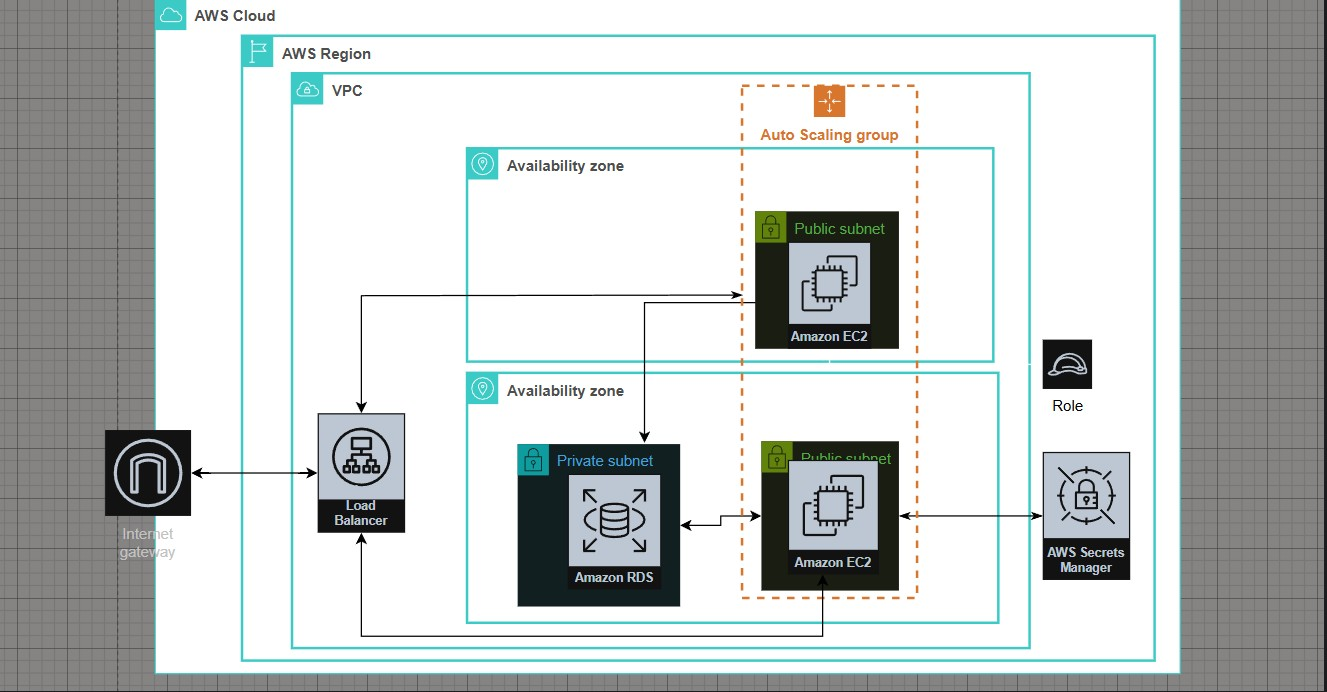 AWS Cloud
AWS Region
VPC
Auto Scaling group
Availability zone
Public subnet
Amazon EC2
Availability zone
Role
Private subnet
Public subnet
Load
Balancer
Internet
gateway
Amazon RDS
Amazon EC2
AWS Secrets
Manager